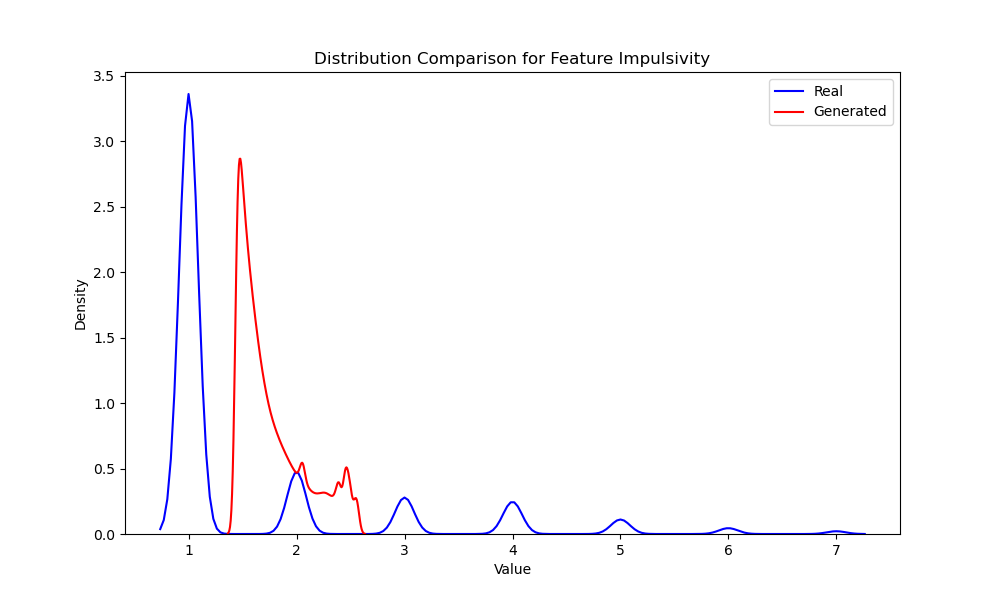 Distribution Comparison for Feature Impulsivity
Real
Generated
3.5
3.0
2.5
2.0
1.5
1.0
0.5
0.0
Density
1 2 3 4 5 6 7
Value